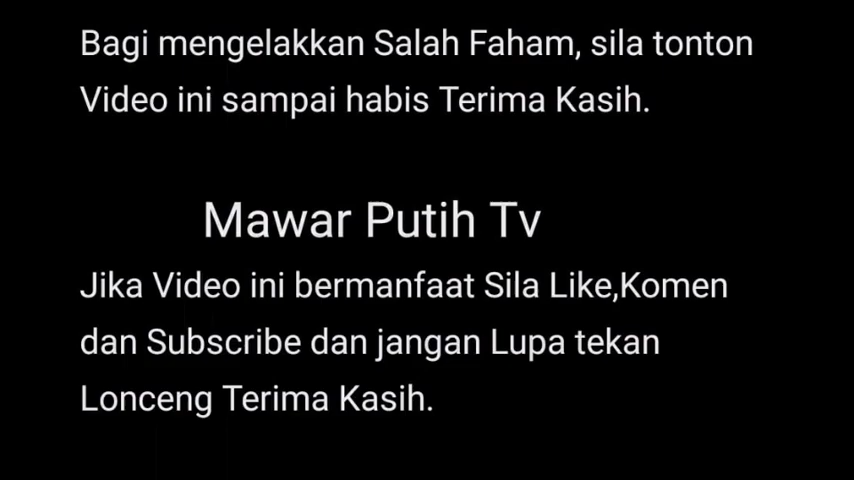 Bagi mengelakkan Salah Faham, sila tonton
Video ini sampai habis Terima Kasih.
Mawar Putih Tv
Jika Video ini bermanfaat Sila Like,Komen
dan Subscribe dan jangan Lupa tekan
Lonceng Terima Kasih.